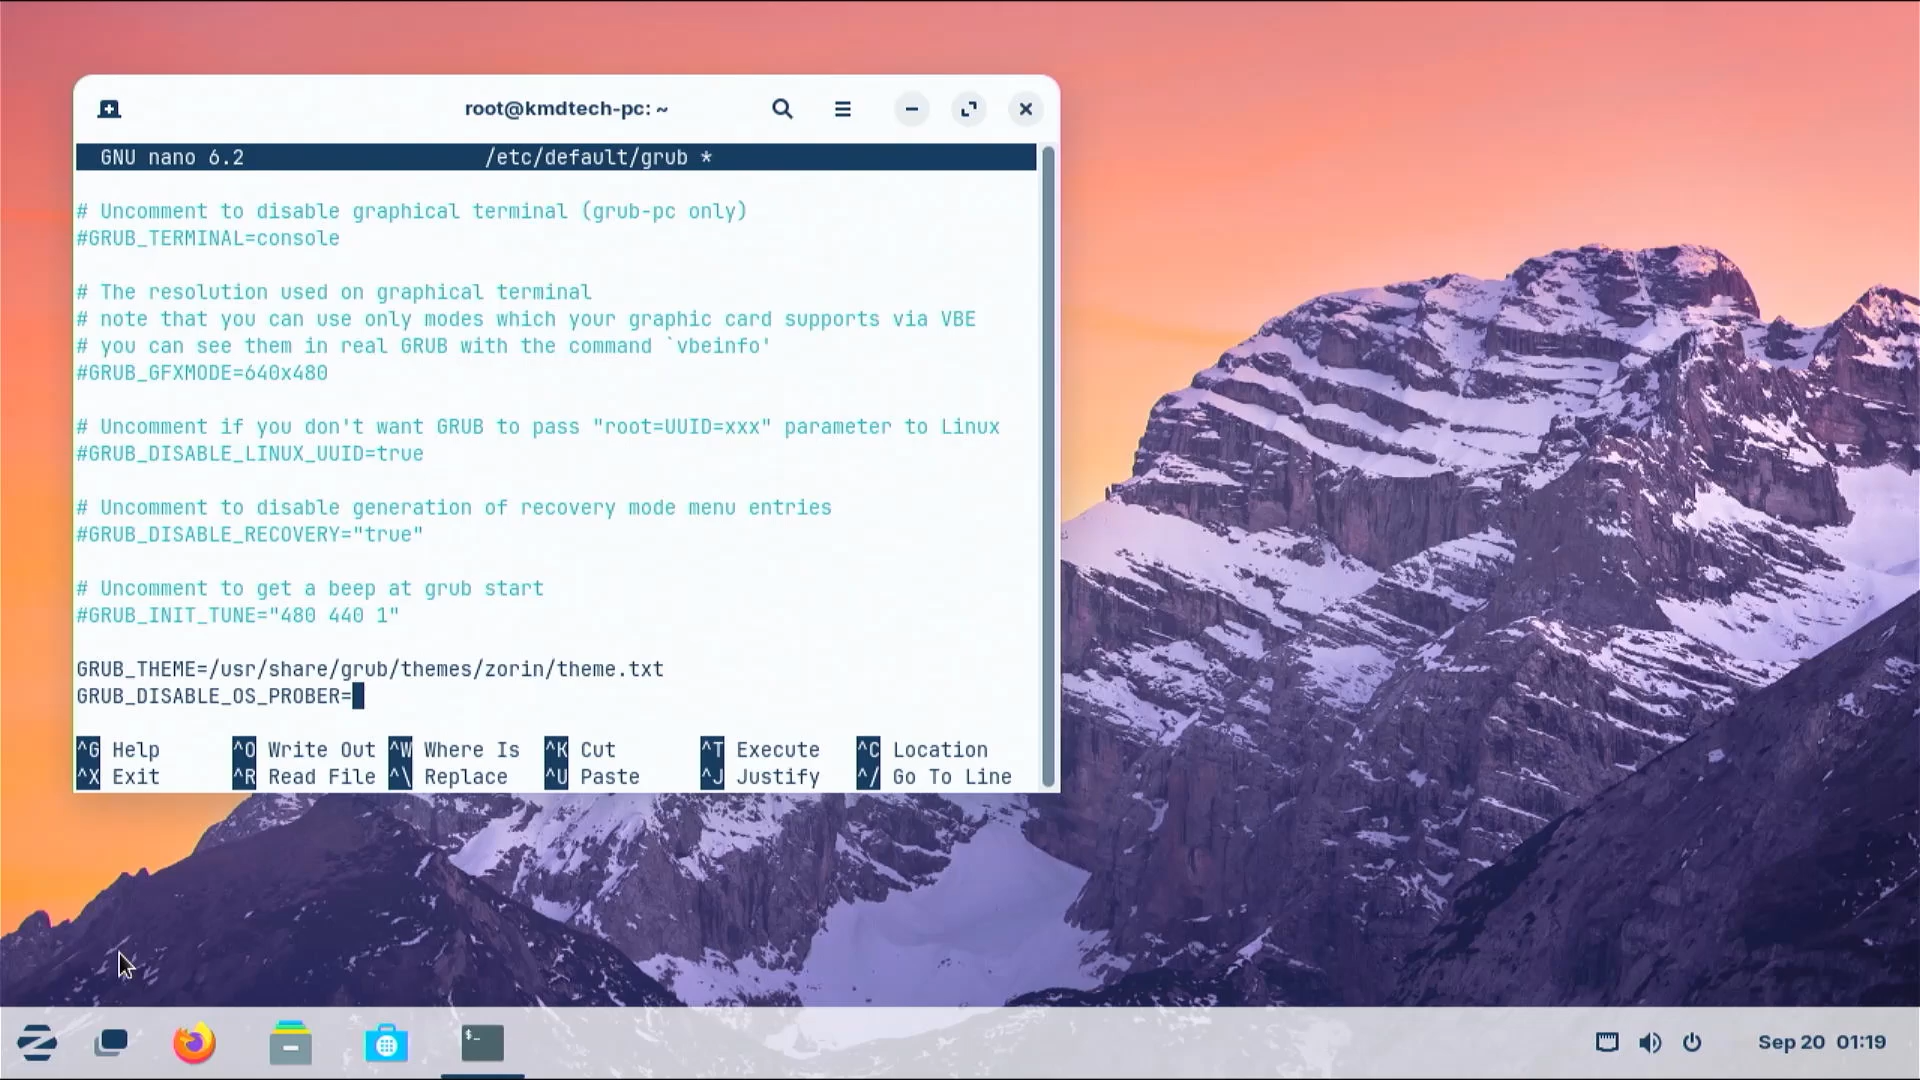 root@kmdtech-pc: ~
GNU nano 6.2 /etc/default/grub *
# Uncomment to disable graphical terminal (grub-pc only)
#GRUB_TERMINAL=console
# The resolution used on graphical terminal
# note that you can use only modes which your graphic card supports via VBE
# you can see them in real GRUB with the command `vbeinfo'
#GRUB_GFXMODE=640x480
# Uncomment if you don't want GRUB to pass "root=UUID=xxx" parameter to Linux
#GRUB_DISABLE_LINUX_UUID=true
# Uncomment to disable generation of recovery mode menu entries
#GRUB_DISABLE_RECOVERY="true"
# Uncomment to get a beep at grub start
#GRUB_INIT_TUNE="480 440 1"
GRUB_THEME=/usr/share/grub/themes/zorin/theme.txt
GRUB_DISABLE_OS_PROBER=
^G Help ^O Write Out ^W Where Is ^K Cut ^T Execute ^C Location
^X Exit ^R Read File ^\ Replace ^U Paste ^J Justify ^/ Go To Line
$_
Sep 20 01:19